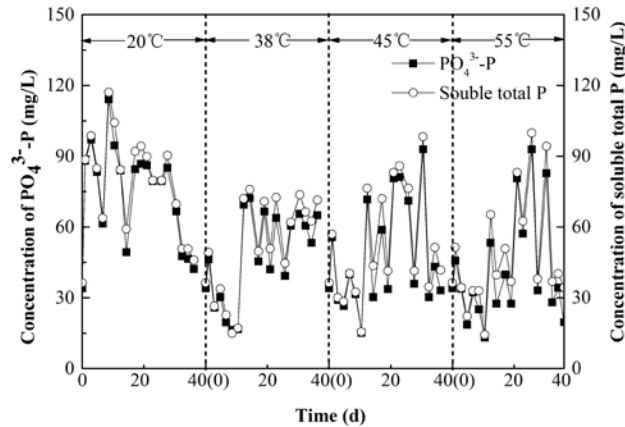 150
120
90
60
30
0
Concentration of PO₄³⁻-P (mg/L)
20℃
38℃
45℃
55℃
PO₄³⁻-P
Souble total P
150
120
90
60
30
0
Concentration of soluble total P (mg/L)
0 20 40(0) 20 40(0) 20 40(0) 20 40
Time (d)